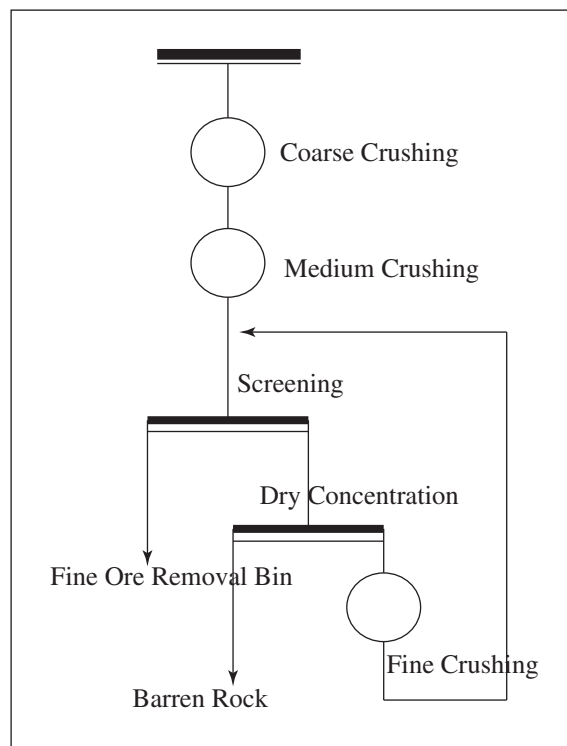 Coarse Crushing
Medium Crushing
Screening
Dry Concentration
Fine Ore Removal Bin
Fine Crushing
Barren Rock